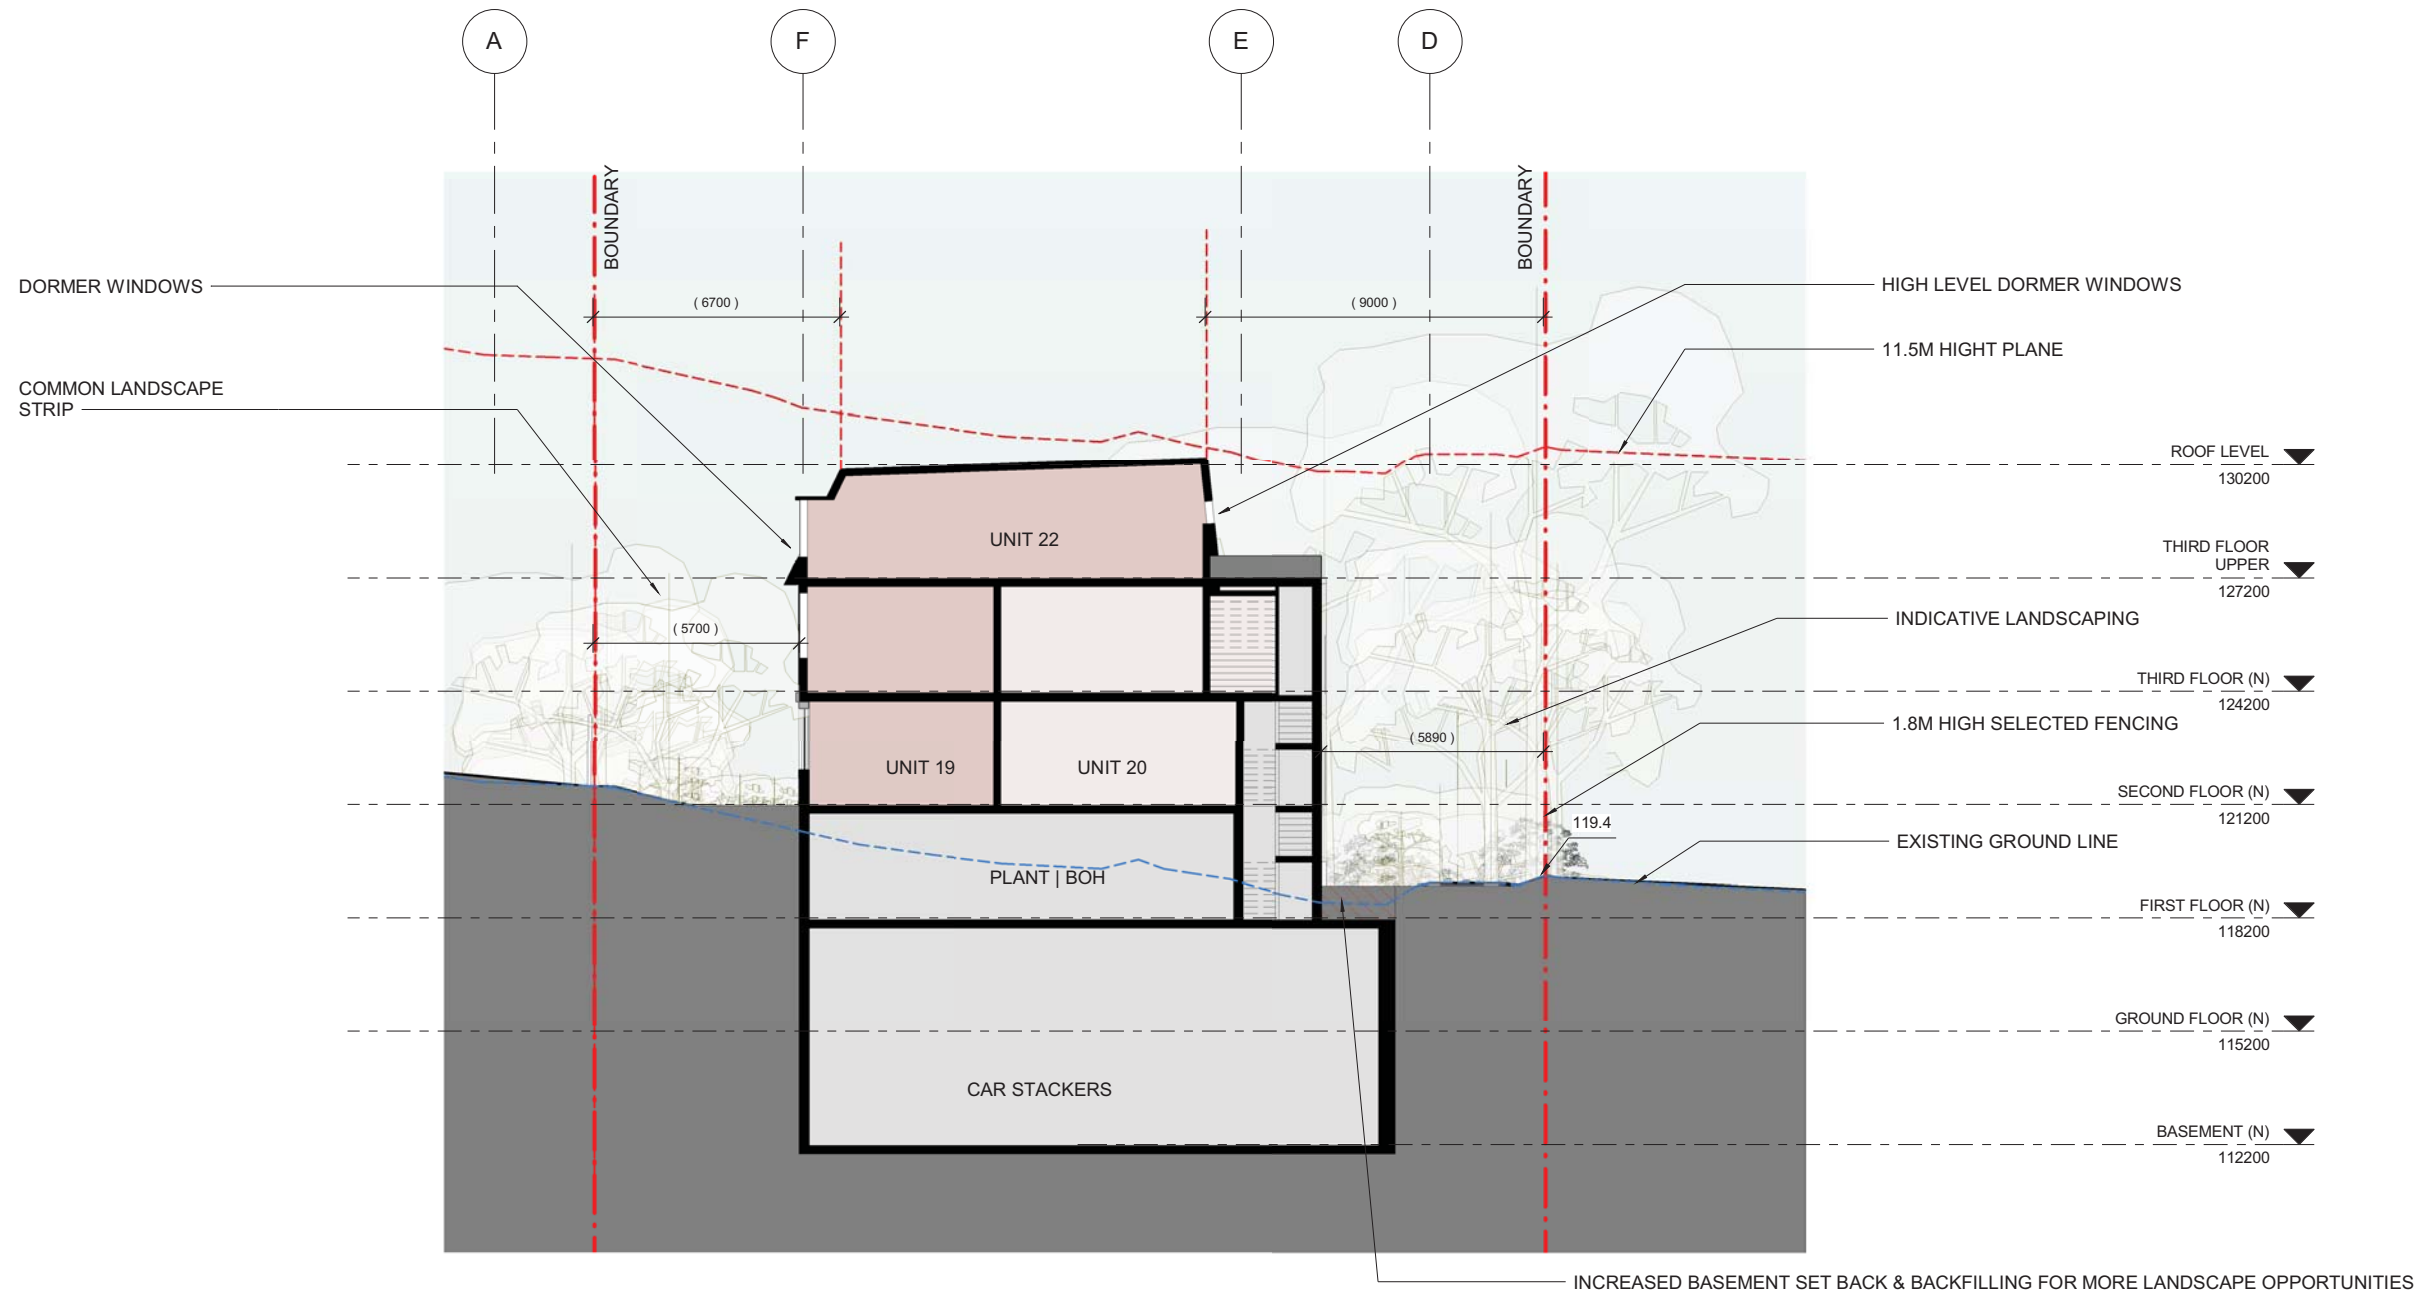 A
F
E
D
BOUNDARY
BOUNDARY
DORMER WINDOWS
( 6700 )
( 9000 )
HIGH LEVEL DORMER WINDOWS
11.5M HIGHT PLANE
COMMON LANDSCAPE
STRIP
ROOF LEVEL
130200
UNIT 22
THIRD FLOOR
UPPER
127200
( 5700 )
INDICATIVE LANDSCAPING
THIRD FLOOR (N)
124200
1.8M HIGH SELECTED FENCING
( 5890 )
UNIT 19
UNIT 20
SECOND FLOOR (N)
121200
119.4
EXISTING GROUND LINE
PLANT | BOH
FIRST FLOOR (N)
118200
GROUND FLOOR (N)
115200
CAR STACKERS
BASEMENT (N)
112200
INCREASED BASEMENT SET BACK & BACKFILLING FOR MORE LANDSCAPE OPPORTUNITIES